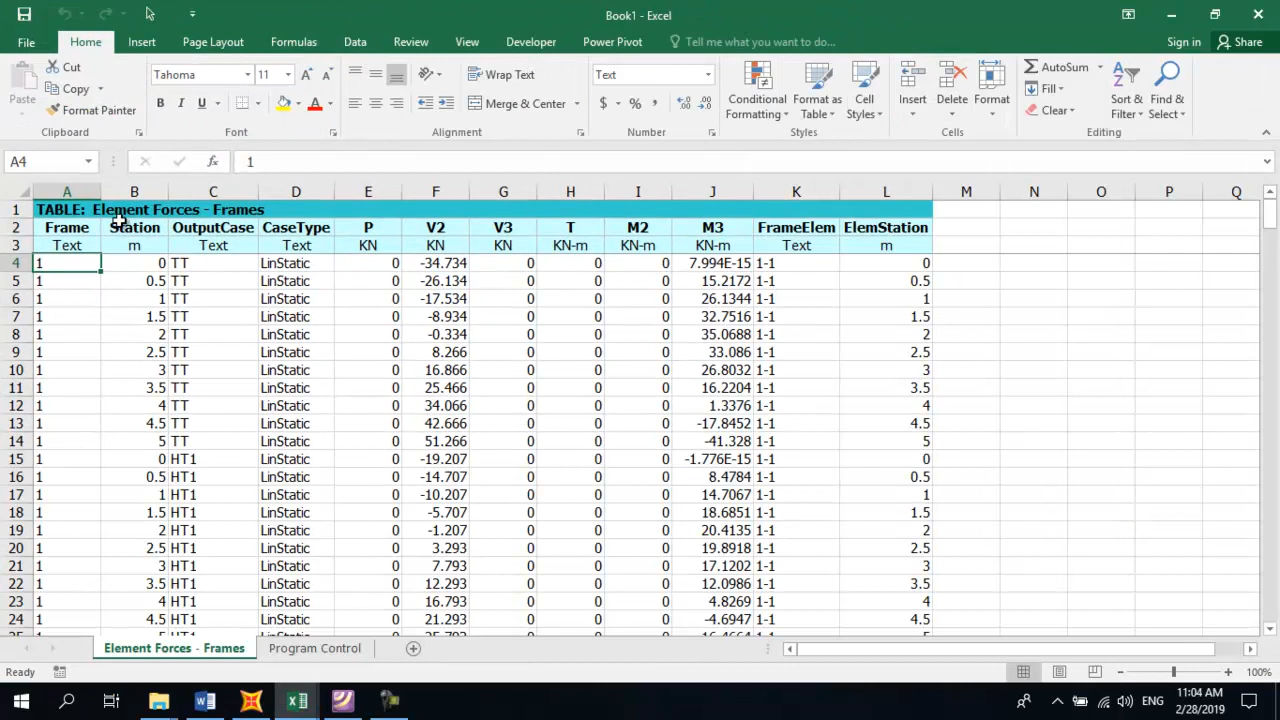 Book1 - Excel
File Home Insert Page Layout Formulas Data Review View Developer Power Pivot Tell me what you want to do... Sign in Share
Paste Cut Copy Format Painter Clipboard
Tahoma 11 B I U A Font
Wrap Text Merge & Center Alignment
Text $ % , Number
Conditional Formatting Format as Table Cell Styles Styles
Insert Delete Format Cells
AutoSum Fill Clear Sort & Filter Find & Select Editing
A4 fx 1
A B C D E F G H I J K L M N O P Q
1 TABLE: Element Forces - Frames
2 Frame Station OutputCase CaseType P V2 V3 T M2 M3 FrameElem ElemStation
3 Text m Text Text KN KN KN KN-m KN-m KN-m Text m
4 1 0 TT LinStatic 0 -34.734 0 0 0 7.994E-15 1-1 0
5 1 0.5 TT LinStatic 0 -26.134 0 0 0 15.2172 1-1 0.5
6 1 1 TT LinStatic 0 -17.534 0 0 0 26.1344 1-1 1
7 1 1.5 TT LinStatic 0 -8.934 0 0 0 32.7516 1-1 1.5
8 1 2 TT LinStatic 0 -0.334 0 0 0 35.0688 1-1 2
9 1 2.5 TT LinStatic 0 8.266 0 0 0 33.086 1-1 2.5
10 1 3 TT LinStatic 0 16.866 0 0 0 26.8032 1-1 3
11 1 3.5 TT LinStatic 0 25.466 0 0 0 16.2204 1-1 3.5
12 1 4 TT LinStatic 0 34.066 0 0 0 1.3376 1-1 4
13 1 4.5 TT LinStatic 0 42.666 0 0 0 -17.8452 1-1 4.5
14 1 5 TT LinStatic 0 51.266 0 0 0 -41.328 1-1 5
15 1 0 HT1 LinStatic 0 -19.207 0 0 0 -1.776E-15 1-1 0
16 1 0.5 HT1 LinStatic 0 -14.707 0 0 0 8.4784 1-1 0.5
17 1 1 HT1 LinStatic 0 -10.207 0 0 0 14.7067 1-1 1
18 1 1.5 HT1 LinStatic 0 -5.707 0 0 0 18.6851 1-1 1.5
19 1 2 HT1 LinStatic 0 -1.207 0 0 0 20.4135 1-1 2
20 1 2.5 HT1 LinStatic 0 3.293 0 0 0 19.8918 1-1 2.5
21 1 3 HT1 LinStatic 0 7.793 0 0 0 17.1202 1-1 3
22 1 3.5 HT1 LinStatic 0 12.293 0 0 0 12.0986 1-1 3.5
23 1 4 HT1 LinStatic 0 16.793 0 0 0 4.8269 1-1 4
24 1 4.5 HT1 LinStatic 0 21.293 0 0 0 -4.6947 1-1 4.5
Element Forces - Frames Program Control
Ready 100%
ENG 11:04 AM
2/28/2019